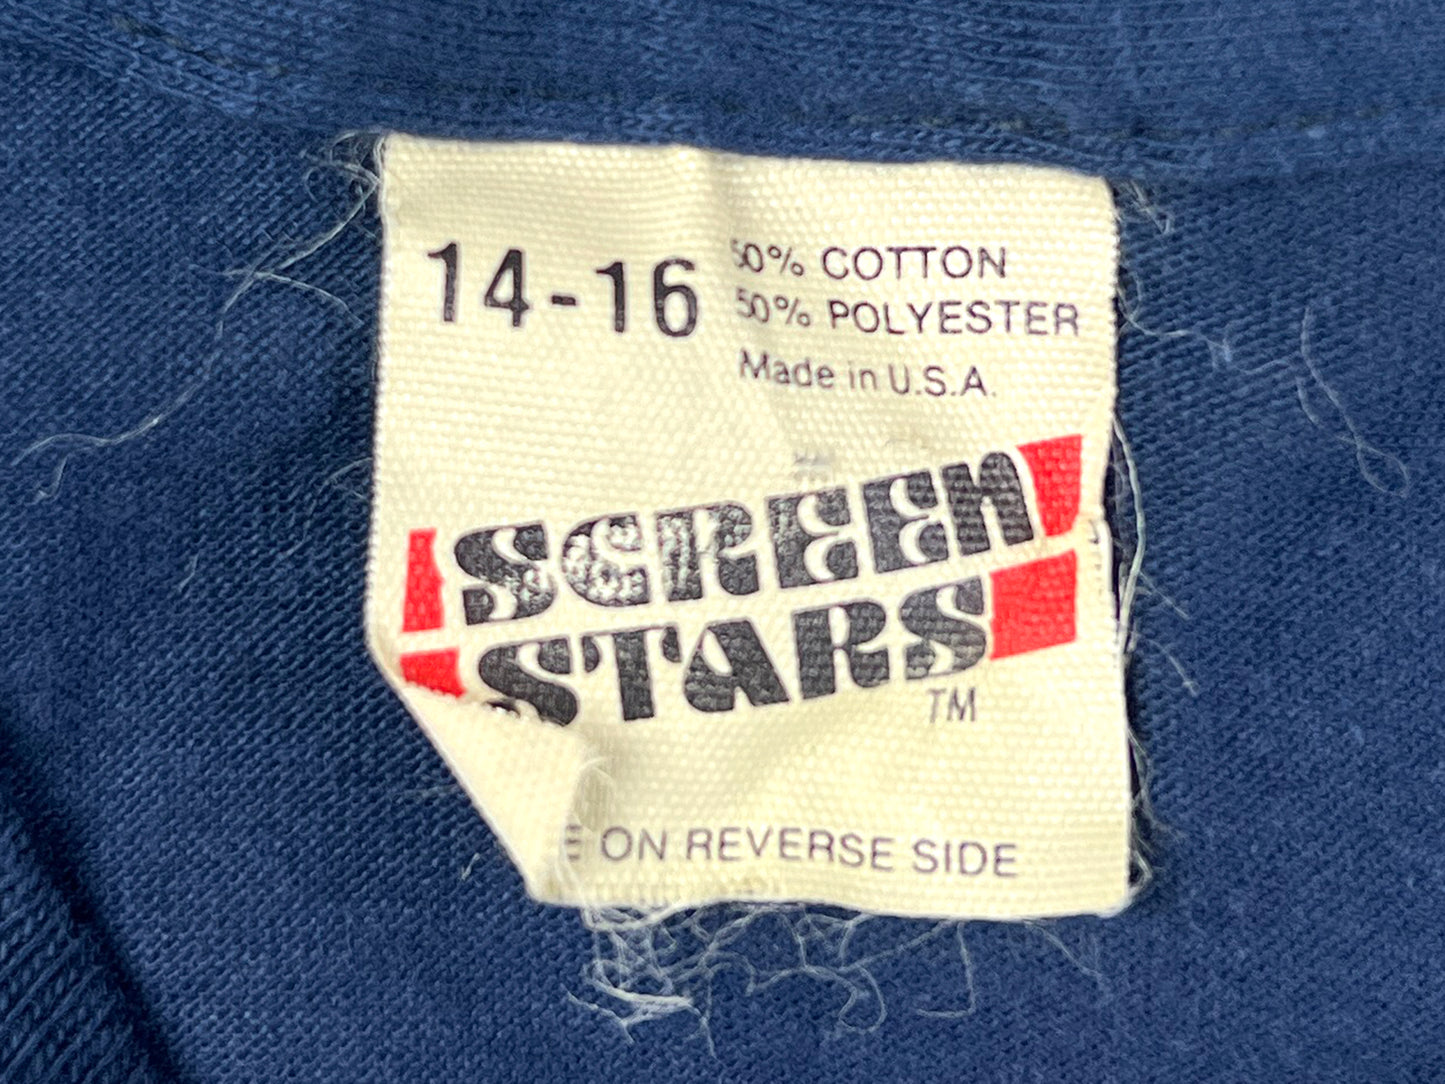 14-16
50% COTTON
50% POLYESTER
Made in U.S.A.
SCREEN
STARS
TM
E ON REVERSE SIDE